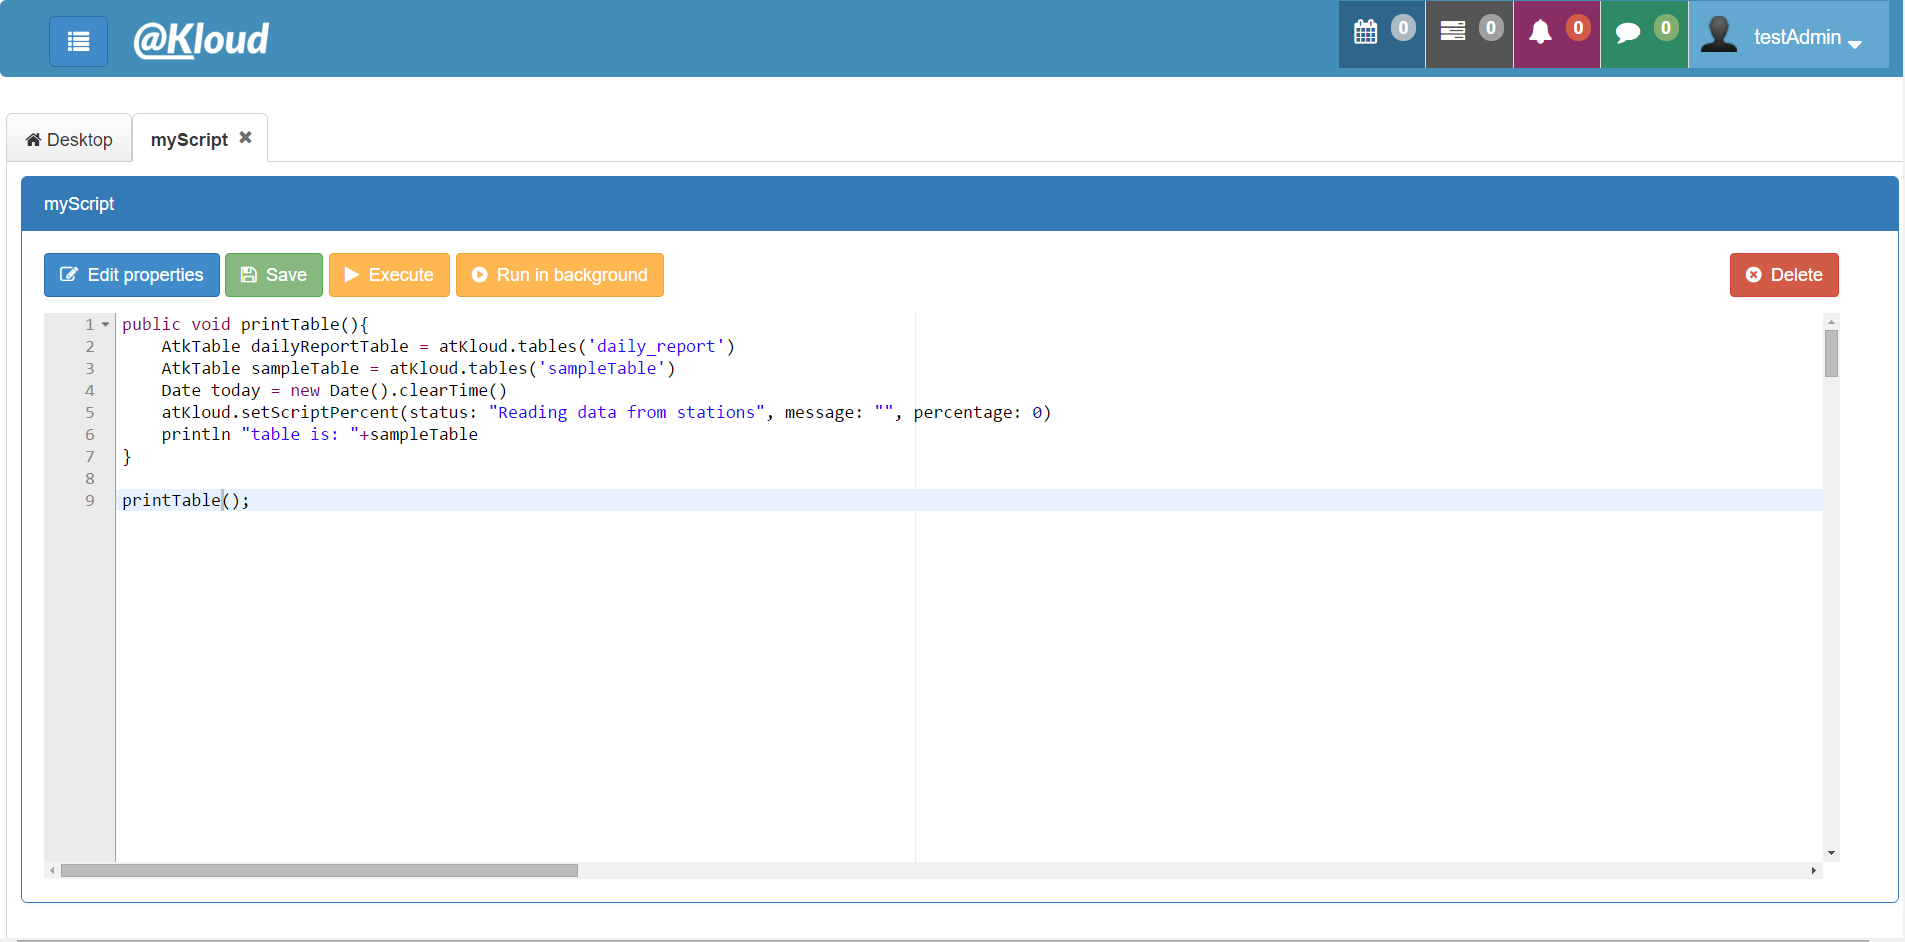 @Kloud
0
0
0
0
testAdmin
Desktop
myScript
myScript
Edit properties
Save
Execute
Run in background
Delete
1 public void printTable(){
2     AtkTable dailyReportTable = atKloud.tables('daily_report')
3     AtkTable sampleTable = atKloud.tables('sampleTable')
4     Date today = new Date().clearTime()
5     atKloud.setScriptPercent(status: "Reading data from stations", message: "", percentage: 0)
6     println "table is: "+sampleTable
7 }
8
9 printTable();